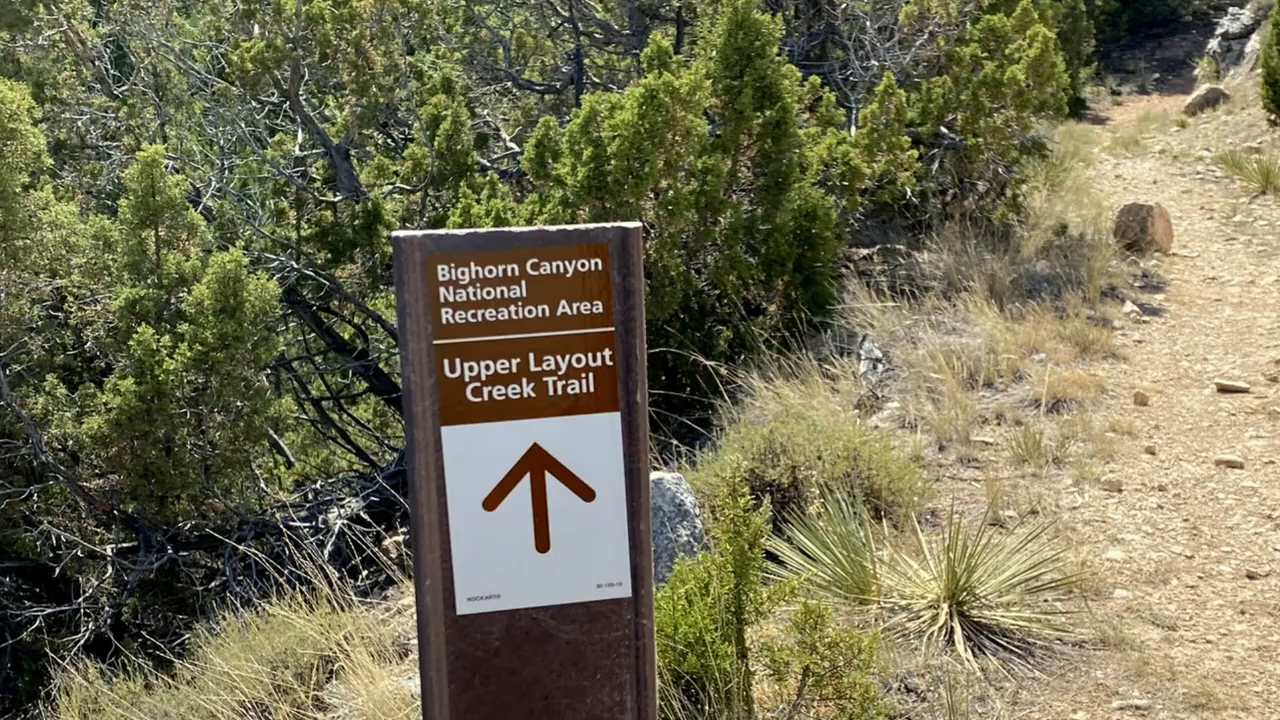 Bighorn Canyon
National
Recreation Area
Upper Layout
Creek Trail